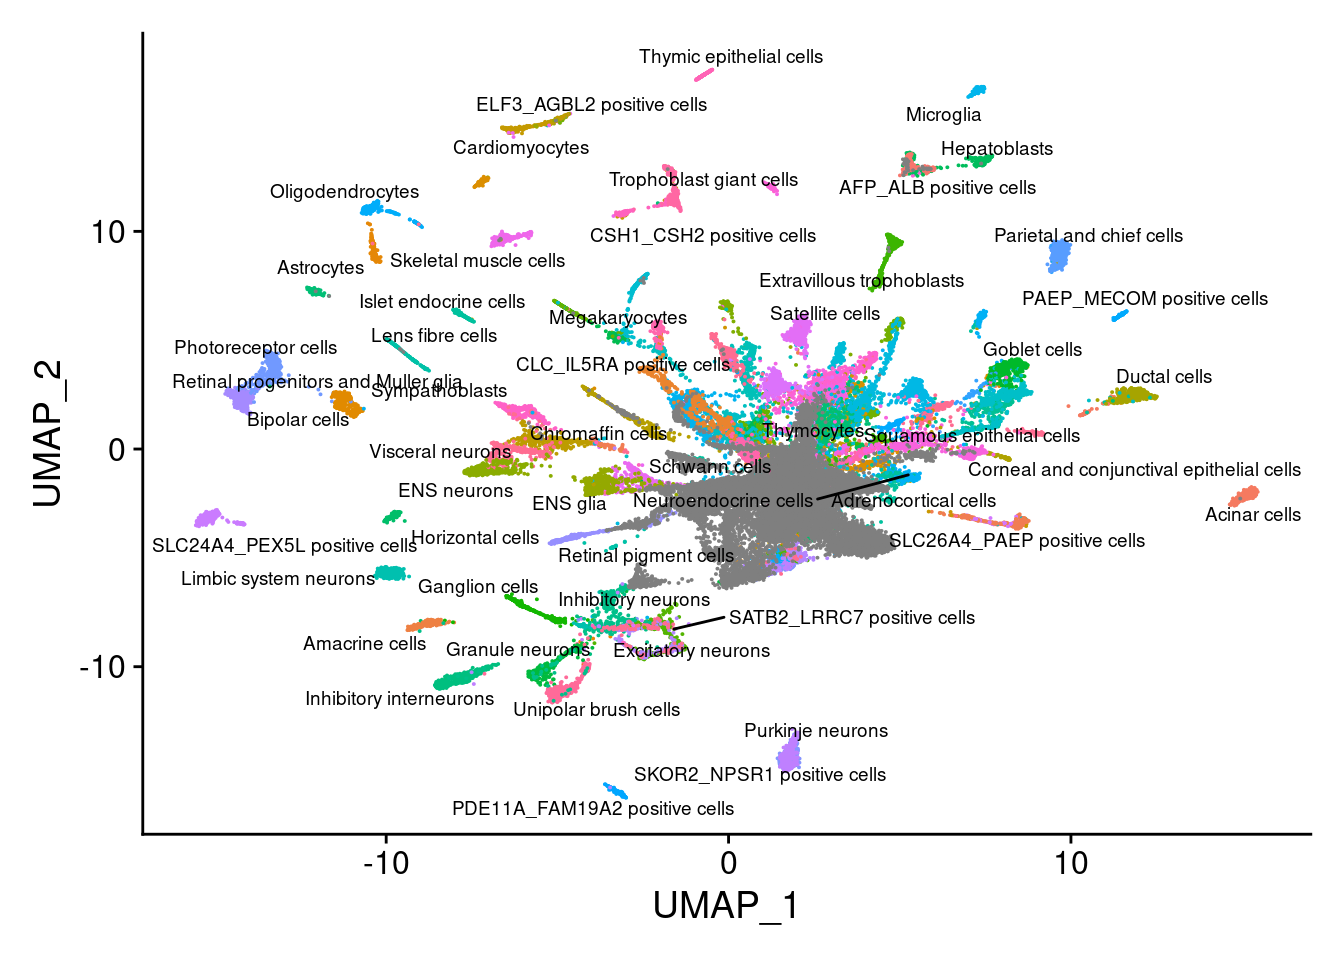 Thymic epithelial cells
ELF3_AGBL2 positive cells
Microglia
Cardiomyocytes
Hepatoblasts
Trophoblast giant cells
AFP_ALB positive cells
Oligodendrocytes
CSH1_CSH2 positive cells
Parietal and chief cells
10
Skeletal muscle cells
Astrocytes
Extravillous trophoblasts
Islet endocrine cells
PAEP_MECOM positive cells
Megakaryocytes
Satellite cells
Lens fibre cells
Photoreceptor cells
Goblet cells
CLC_IL5RA positive cells
Retinal progenitors and Muller glia
Ductal cells
Sympathoblasts
Bipolar cells
Chromaffin cells
Thymocytes
Squamous epithelial cells
0
Visceral neurons
Schwann cells
Corneal and conjunctival epithelial cells
ENS neurons
ENS glia
Neuroendocrine cells
Adrenocortical cells
Acinar cells
SLC24A4_PEX5L positive cells
Horizontal cells
SLC26A4_PAEP positive cells
Retinal pigment cells
Limbic system neurons
Ganglion cells
Inhibitory neurons
SATB2_LRRC7 positive cells
Amacrine cells
Granule neurons
Excitatory neurons
-10
Inhibitory interneurons
Unipolar brush cells
Purkinje neurons
SKOR2_NPSR1 positive cells
PDE11A_FAM19A2 positive cells
-10
0
10
UMAP_1
UMAP_2